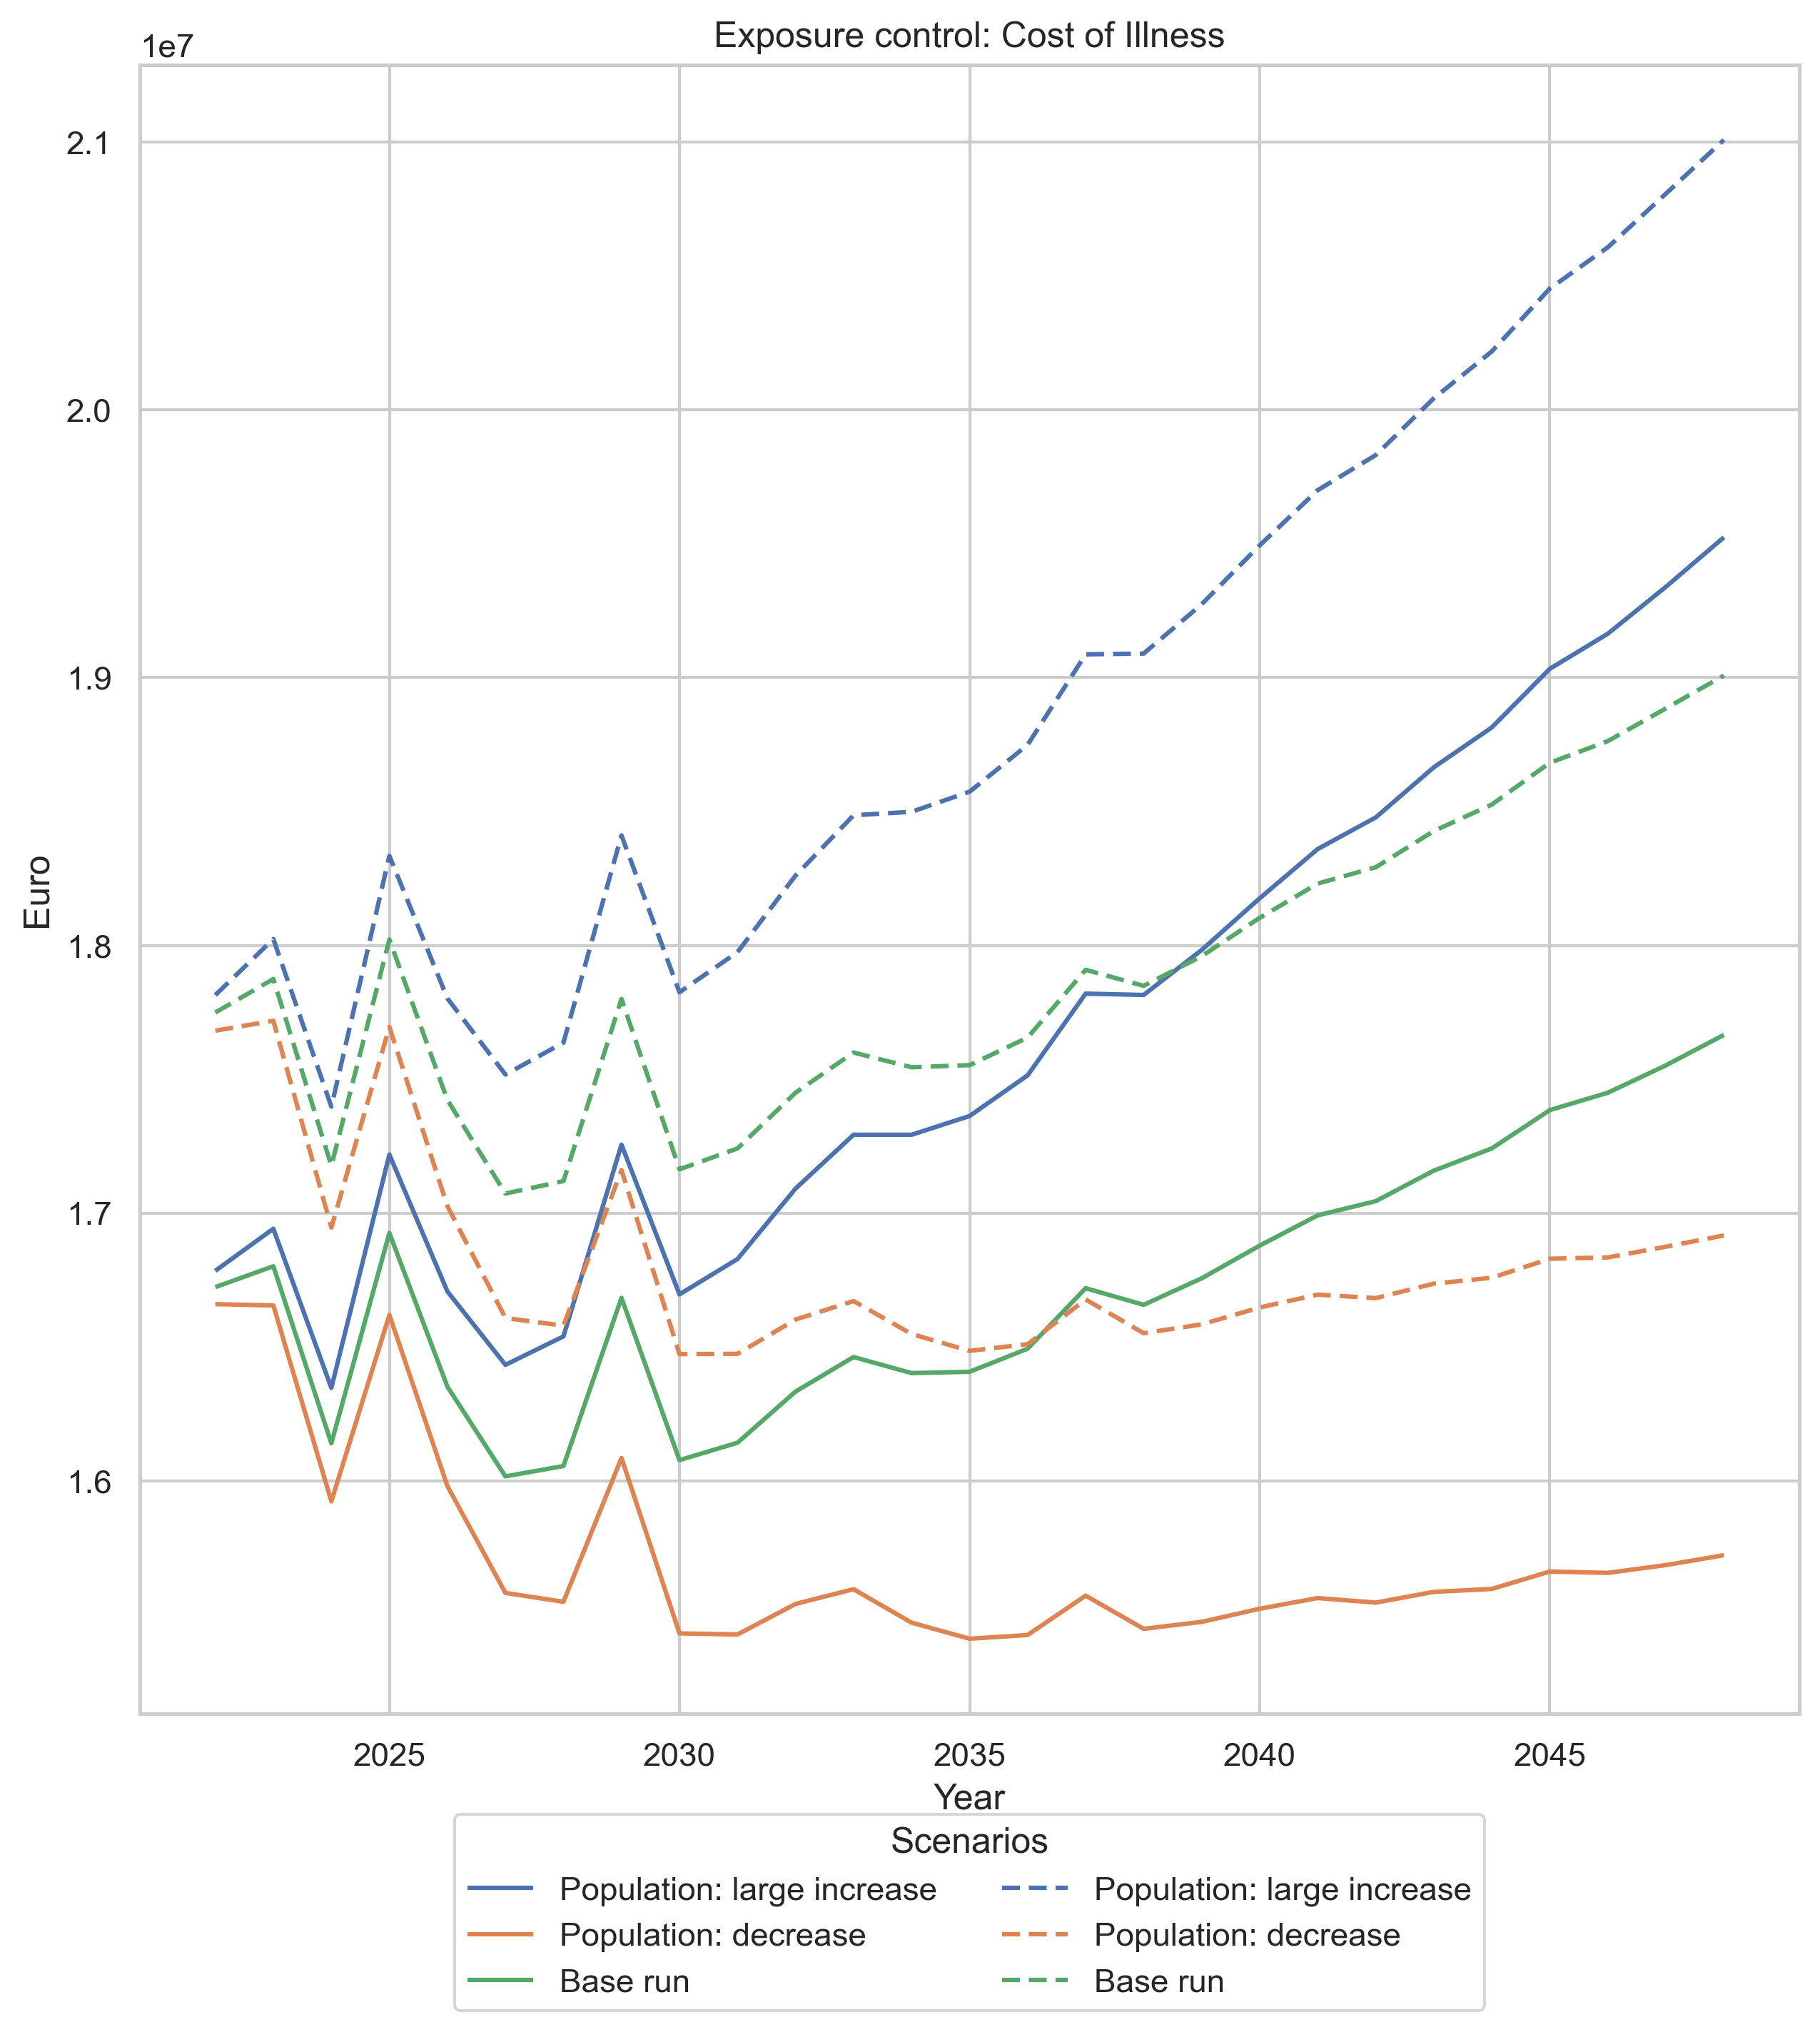 Exposure control: Cost of Illness
1e7
2.1
2.0
1.9
1.8
1.7
1.6
Euro
2025 2030 2035 2040 2045
Year
Scenarios
Population: large increase Population: large increase
Population: decrease Population: decrease
Base run Base run